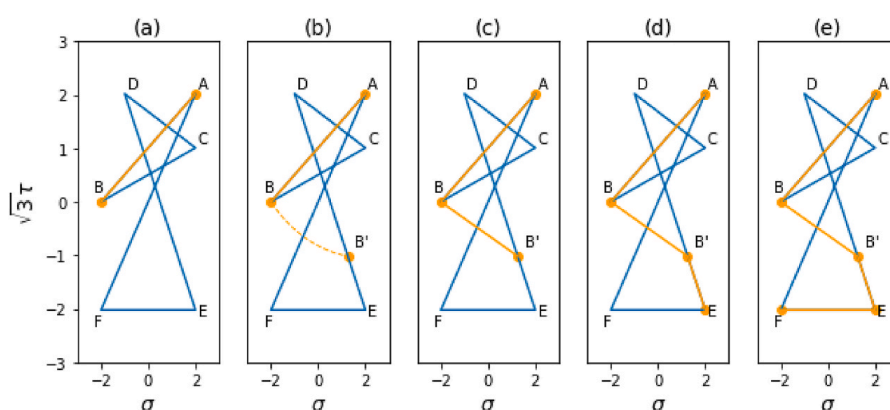 (a) (b) (c) (d) (e)
3
2
1
0
−1
−2
−3
√3 τ
D A D A D A D A D A
C C C C C
B B B B B
B' B' B' B'
F E F E F E F E F E
−2 0 2 −2 0 2 −2 0 2 −2 0 2 −2 0 2
σ σ σ σ σ